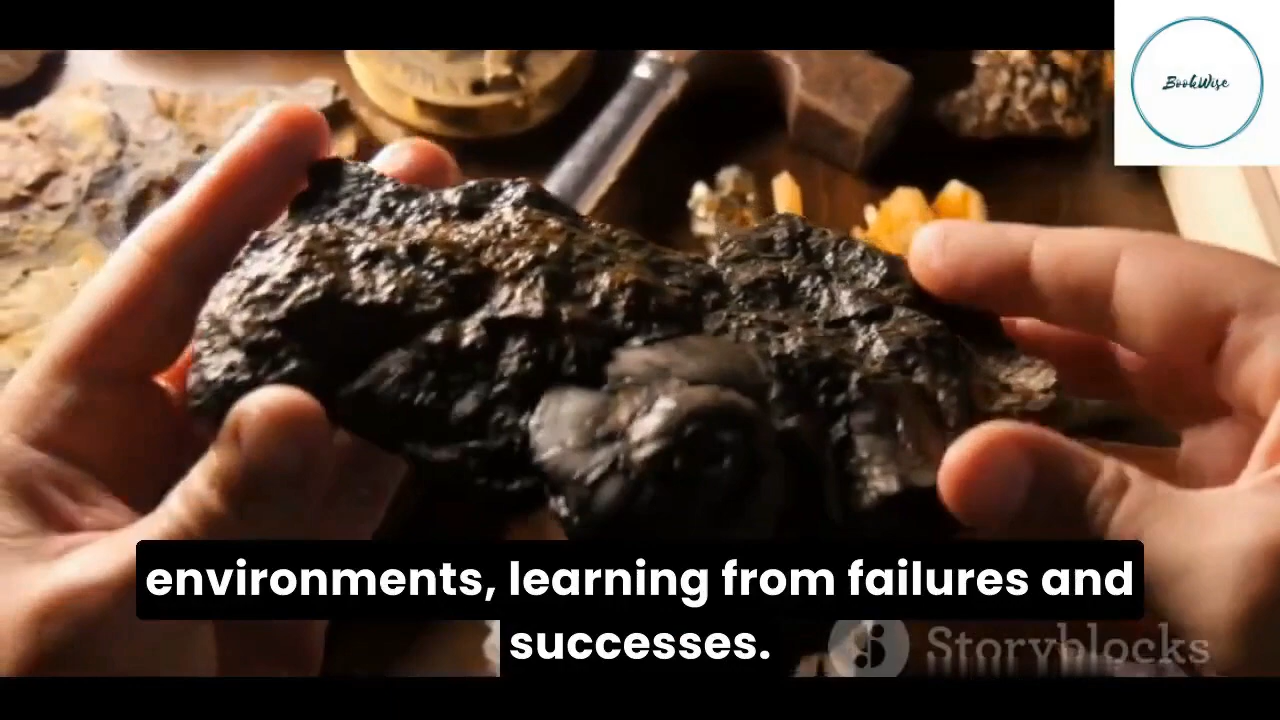 BookWise
environments, learning from failures and
successes.
Storyblocks